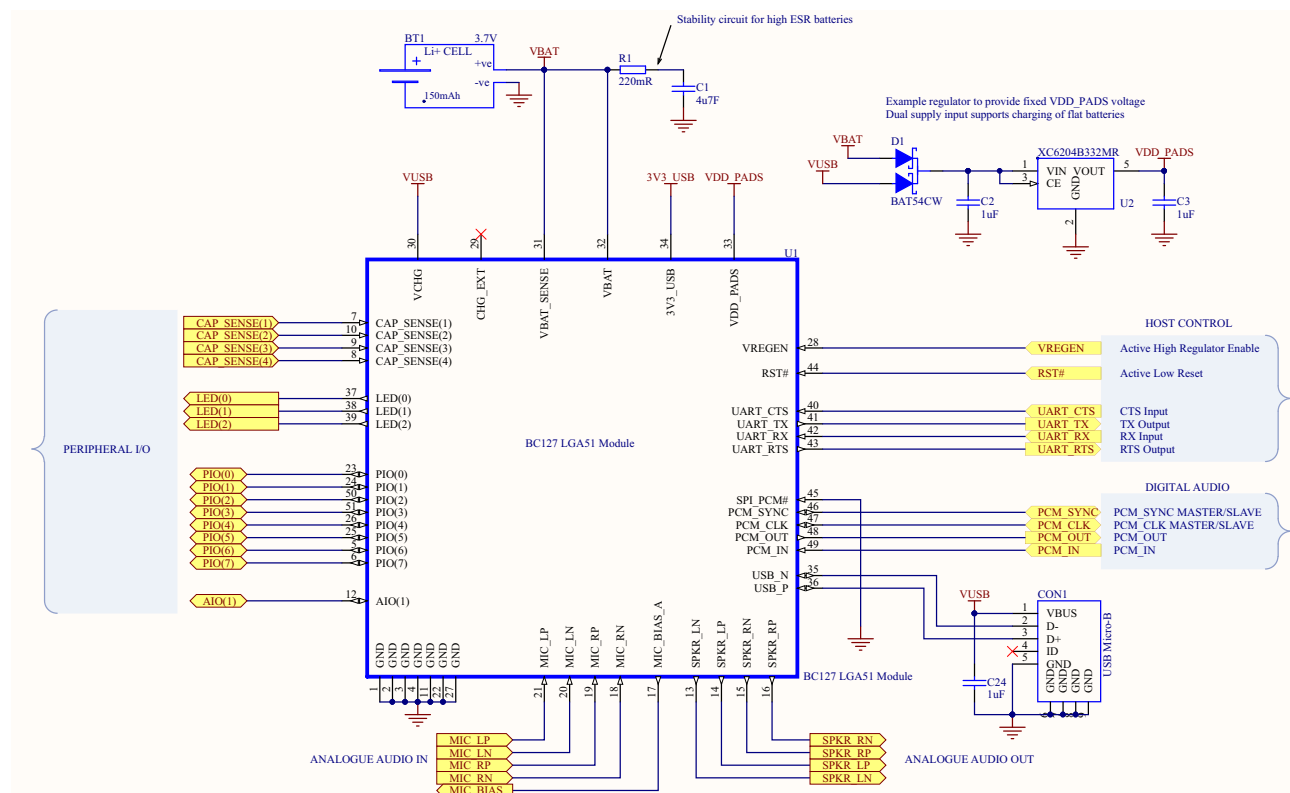 Stability circuit for high ESR batteries
BT1 3.7V
Li+ CELL
+ +ve
-ve
150mAh
VBAT
R1
220mR
C1
4u7F
Example regulator to provide fixed VDD_PADS voltage
Dual supply input supports charging of flat batteries
VBAT
VUSB
D1
BAT54CW
C2
1uF
XC6204B332MR
1 VIN VOUT 5
3 CE
GND
2
U2
VDD_PADS
C3
1uF
VUSB
3V3_USB
VDD_PADS
30 29 31 32 34 33
U1
VCHG
CHG_EXT
VBAT_SENSE
VBAT
3V3_USB
VDD_PADS
PERIPHERAL I/O
CAP_SENSE(1) 7 CAP_SENSE(1)
CAP_SENSE(2) 10 CAP_SENSE(2)
CAP_SENSE(3) 9 CAP_SENSE(3)
CAP_SENSE(4) 8 CAP_SENSE(4)
LED(0) 37 LED(0)
LED(1) 38 LED(1)
LED(2) 39 LED(2)
PIO(0) 23 PIO(0)
PIO(1) 24 PIO(1)
PIO(2) 50 PIO(2)
PIO(3) 51 PIO(3)
PIO(4) 26 PIO(4)
PIO(5) 25 PIO(5)
PIO(6) 5 PIO(6)
PIO(7) 6 PIO(7)
AIO(1) 12 AIO(1)
BC127 LGA51 Module
HOST CONTROL
VREGEN 28 VREGEN Active High Regulator Enable
RST# 44 RST# Active Low Reset
UART_CTS 40 UART_CTS CTS Input
UART_TX 41 UART_TX TX Output
UART_RX 42 UART_RX RX Input
UART_RTS 43 UART_RTS RTS Output
DIGITAL AUDIO
SPI_PCM# 45
PCM_SYNC 46 PCM_SYNC PCM_SYNC MASTER/SLAVE
PCM_CLK 47 PCM_CLK PCM_CLK MASTER/SLAVE
PCM_OUT 48 PCM_OUT PCM_OUT
PCM_IN 49 PCM_IN PCM_IN
USB_N 35
USB_P 36
VUSB
CON1
1 VBUS
2 D-
3 D+
4 ID
5 GND
GND GND GND GND
USB Micro-B
C24
1uF
GND GND GND GND GND GND GND
1 2 3 4 11 22 27
MIC_LP
MIC_LN
MIC_RP
MIC_RN
MIC_BIAS_A
SPKR_LN
SPKR_LP
SPKR_RN
SPKR_RP
21 20 19 18 17 13 14 15 16
BC127 LGA51 Module
ANALOGUE AUDIO IN
MIC_LP
MIC_LN
MIC_RP
MIC_RN
MIC_BIAS
SPKR_RN
SPKR_RP
SPKR_LP
SPKR_LN
ANALOGUE AUDIO OUT